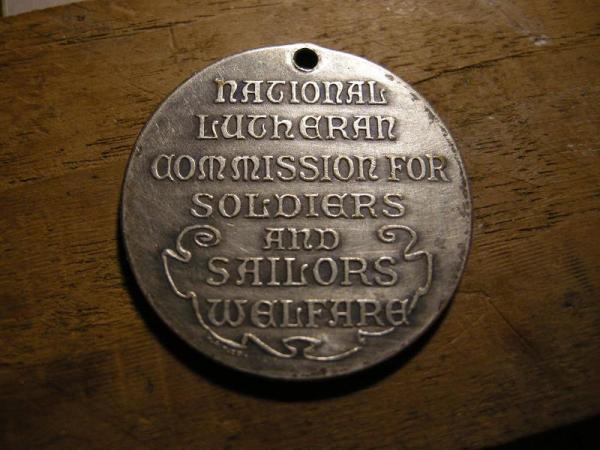 NATIONAL
LUTHERAN
COMMISSION FOR
SOLDIERS
AND
SAILORS
WELFARE